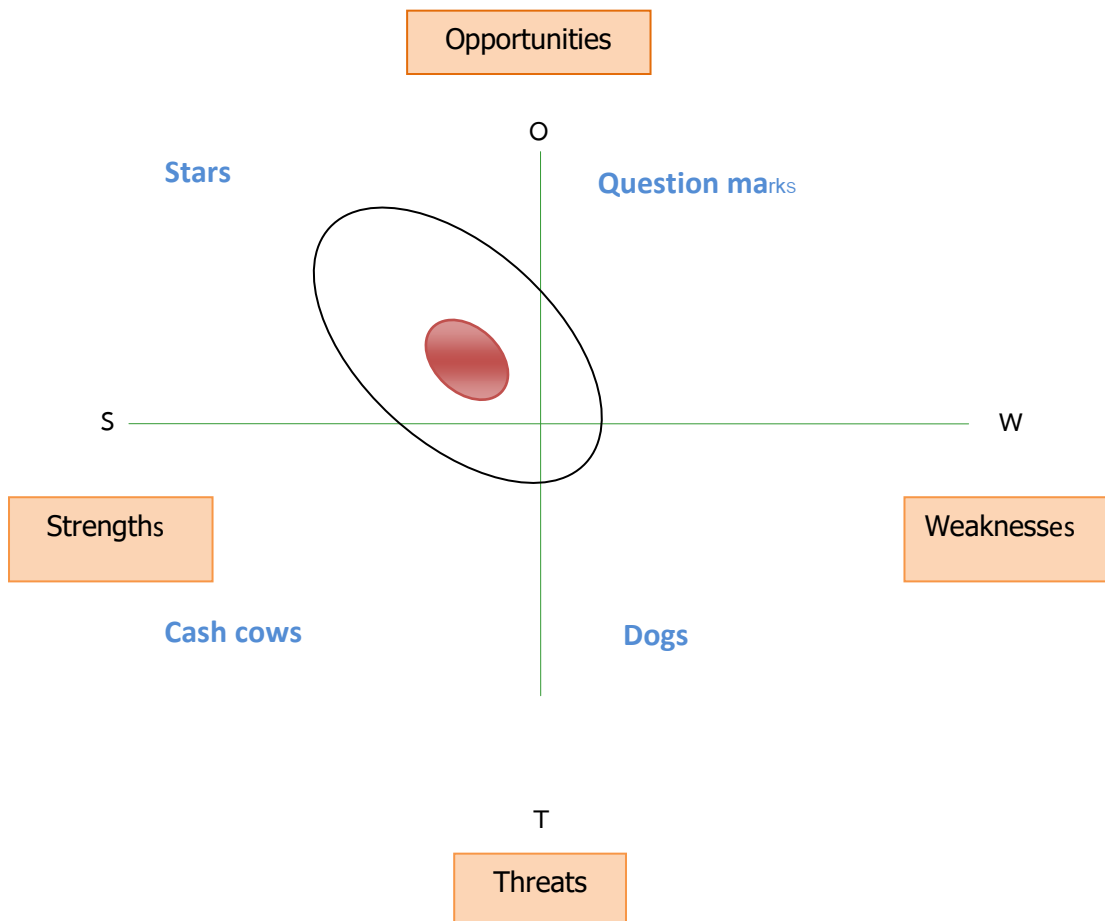 Opportunities
O
Stars
Question marks
S
W
Strengths
Weaknesses
Cash cows
Dogs
T
Threats